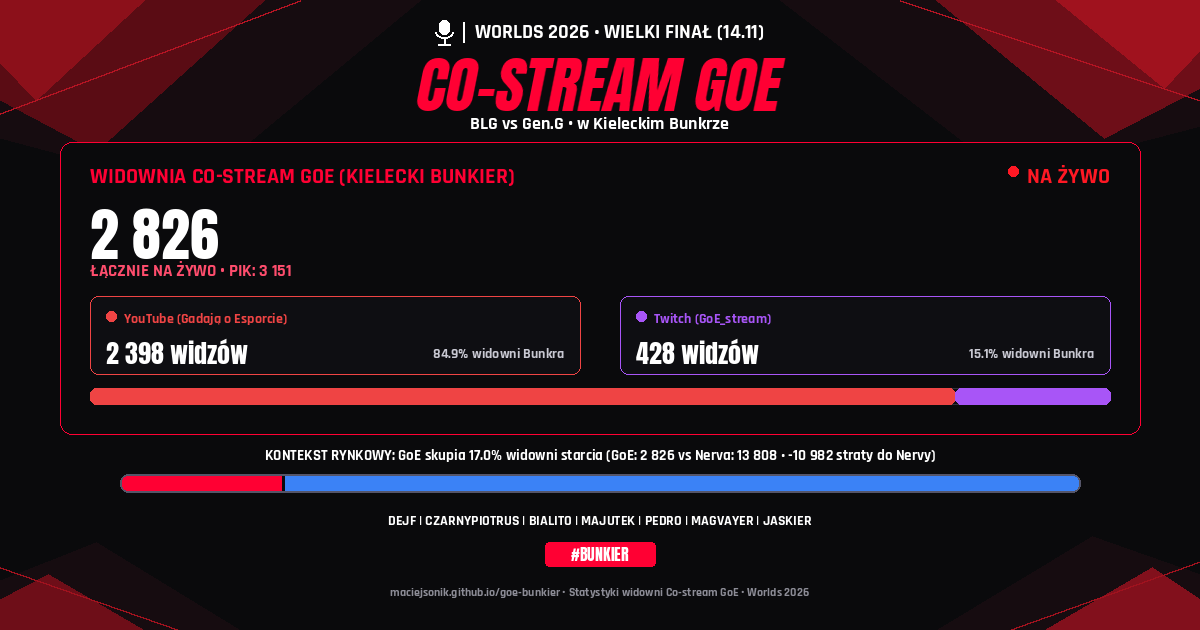 | WORLDS 2026 • WIELKI FINAŁ (14.11)
CO-STREAM GOE
BLG vs Gen.G • w Kieleckim Bunkrze
WIDOWNIA CO-STREAM GOE (KIELECKI BUNKIER)
NA ŻYWO
2 826
ŁĄCZNIE NA ŻYWO • PIK: 3 151
YouTube (Gadają o Esporcie)
2 398 widzów
84.9% widowni Bunkra
Twitch (GoE_stream)
428 widzów
15.1% widowni Bunkra
KONTEKST RYNKOWY: GoE skupia 17.0% widowni starcia (GoE: 2 826 vs Nerva: 13 808 • -10 982 straty do Nervy)
DEJF | CZARNYPIOTRUS | BIALITO | MAJUTEK | PEDRO | MAGVAYER | JASKIER
#BUNKIER
maciejsonik.github.io/goe-bunkier • Statystyki widowni Co-stream GoE • Worlds 2026